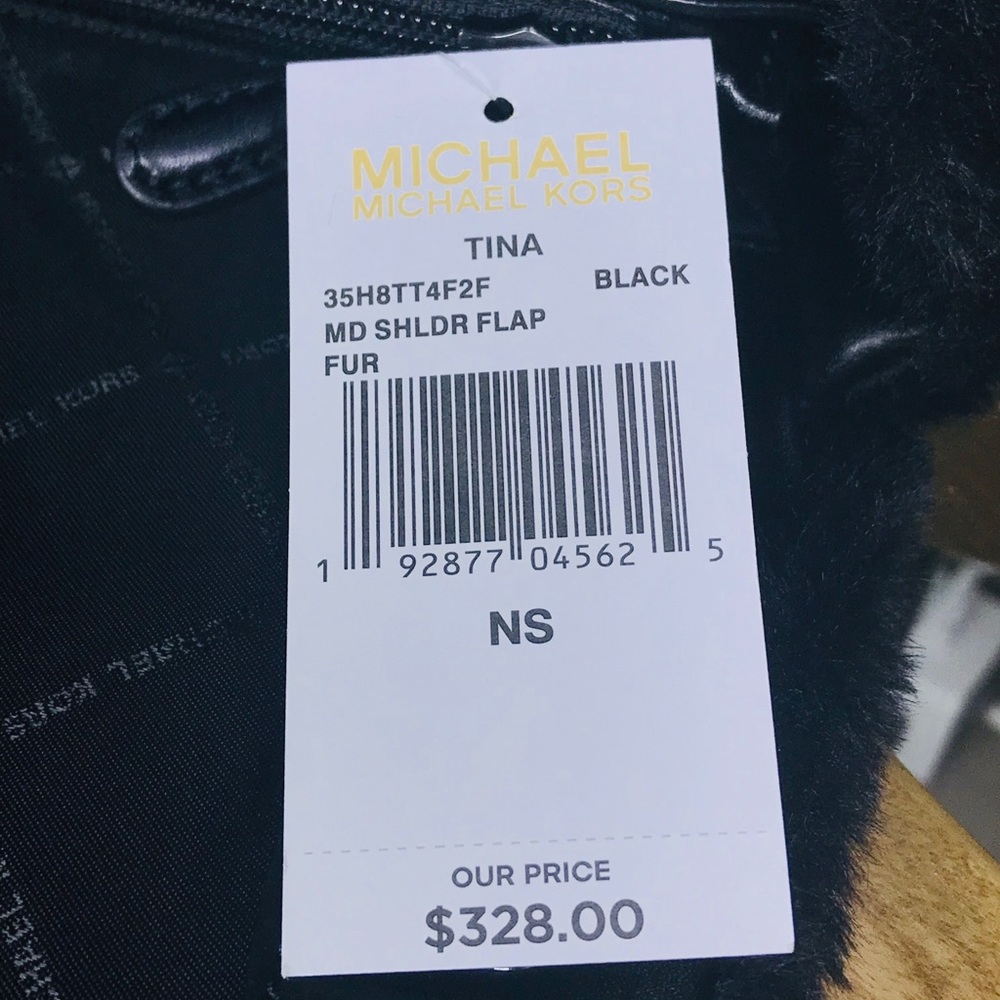 MICHAEL
MICHAEL KORS
TINA
35H8TT4F2F BLACK
MD SHLDR FLAP
FUR
1 92877 04562 5
NS
OUR PRICE
$328.00
KORS